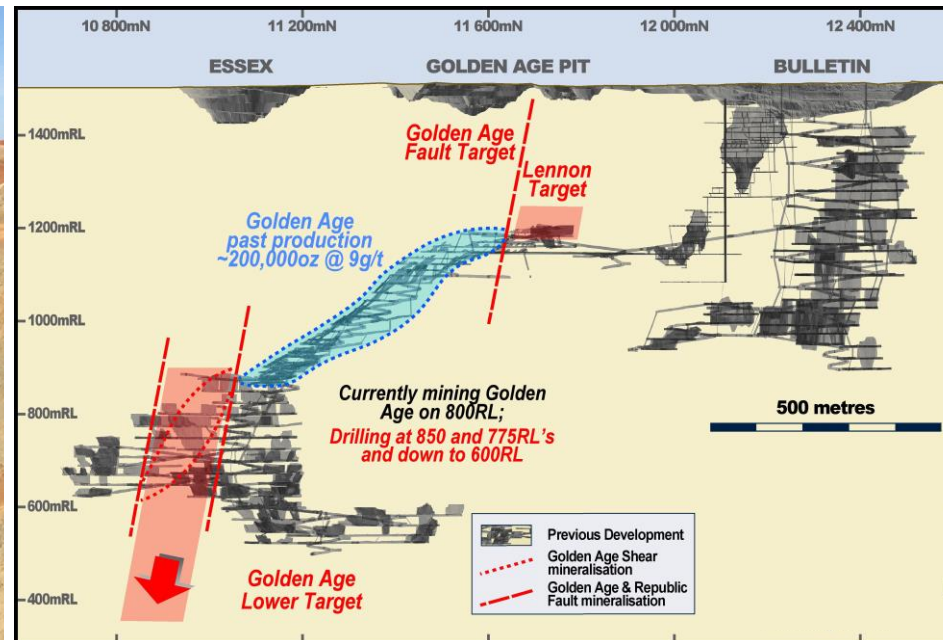 10 800mN 11 200mN 11 600mN 12 000mN 12 400mN
ESSEX GOLDEN AGE PIT BULLETIN
1400mRL
Golden Age
Fault Target
Lennon
Target
1200mRL
Golden Age
past production
~200,000oz @ 9g/t
1000mRL
800mRL
Currently mining Golden
Age on 800RL;
Drilling at 850 and 775RL's
and down to 600RL
500 metres
600mRL
Previous Development
Golden Age Shear
mineralisation
Golden Age & Republic
Fault mineralisation
Golden Age
Lower Target
400mRL